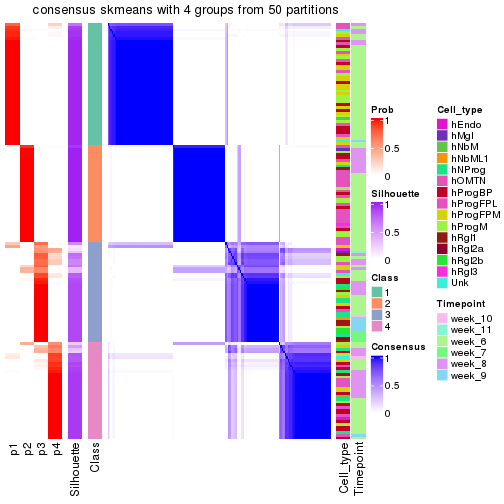 consensus skmeans with 4 groups from 50 partitions
Prob
1
0.5
0
Silhouette
1
0.5
0
Class
1
2
3
4
Consensus
1
0.5
0
Cell_type
hEndo
hMgl
hNbM
hNbML1
hNProg
hOMTN
hProgBP
hProgFPL
hProgFPM
hProgM
hRgl1
hRgl2a
hRgl2b
hRgl3
Unk
Timepoint
week_10
week_11
week_6
week_7
week_8
week_9
p1
p2
p3
p4
Silhouette
Class
Cell_type
Timepoint